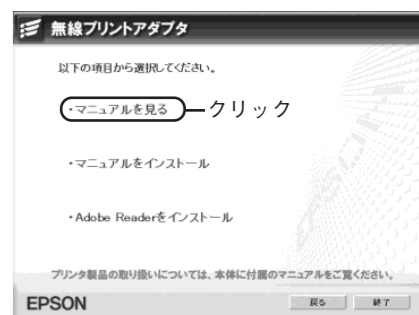 無線プリントアダプタ
以下の項目から選択してください。
・マニュアルを見る
クリック
・マニュアルをインストール
・Adobe Readerをインストール
プリンタ製品の取り扱いについては、本体に付属のマニュアルをご覧ください。
EPSON
戻る
終了